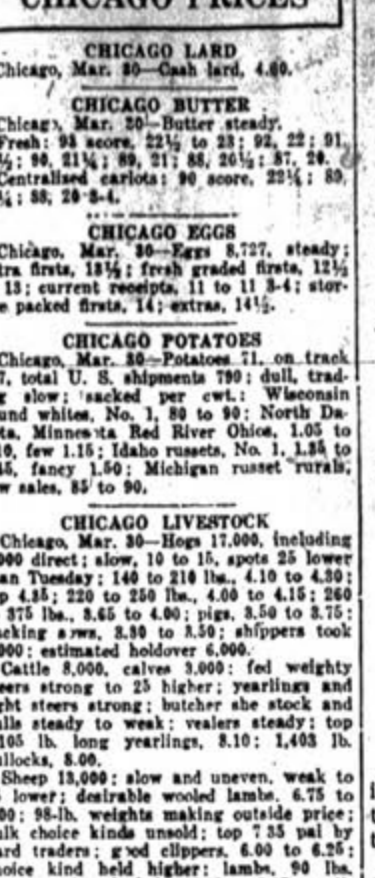 CHICAGO PRICES
CHICAGO LARD
Chicago, Mar. 30—Cash lard, 4.60.
CHICAGO BUTTER
Chicago, Mar. 30—Butter steady.
Fresh: 93 score, 22½ to 23; 92, 22; 91,
½; 90, 21¼; 89, 21; 88, 20½; 87, 20.
Centralised carlots: 90 score, 22¼; 89,
¼; 88, 20 3-4.
CHICAGO EGGS
Chicago, Mar. 30—Eggs 8,727, steady;
tra firsts, 13½; fresh graded firsts, 12½
13; current receipts, 11 to 11 3-4; stor-
e packed firsts, 14; extras, 14½.
CHICAGO POTATOES
Chicago, Mar. 30—Potatoes 71, on track
7, total U. S. shipments 790; dull, trad-
g slow; sacked per cwt.: Wisconsin
und whites, No. 1, 80 to 90; North Da-
ta, Minnesota Red River Ohios, 1.05 to
10, few 1.15; Idaho russets, No. 1, 1.35 to
45, fancy 1.50; Michigan russet rurals,
w sales, 85 to 90.
CHICAGO LIVESTOCK
Chicago, Mar. 30—Hogs 17,000, including
000 direct; slow, 10 to 15, spots 25 lower
an Tuesday; 140 to 210 lbs., 4.10 to 4.30;
p 4.35; 220 to 250 lbs., 4.00 to 4.15; 260
375 lbs., 3.65 to 4.00; pigs, 3.50 to 3.75;
cking sows, 3.30 to 3.50; shippers took
000; estimated holdover 6,000.
Cattle 8,000, calves 3,000; fed weighty
eers strong to 25 higher; yearlings and
ght steers strong; butcher she stock and
lls steady to weak; vealers steady; top
105 lb. long yearlings, 8.10; 1,403 lb.
llocks, 8.00.
Sheep 13,000; slow and uneven, weak to
lower; desirable wooled lambs, 6.75 to
00; 98-lb. weights making outside price;
lk choice kinds unsold; top 7 35 pai by
ard traders; good clippers, 6.00 to 6.25;
oice kind held higher; lambs, 90 lbs.